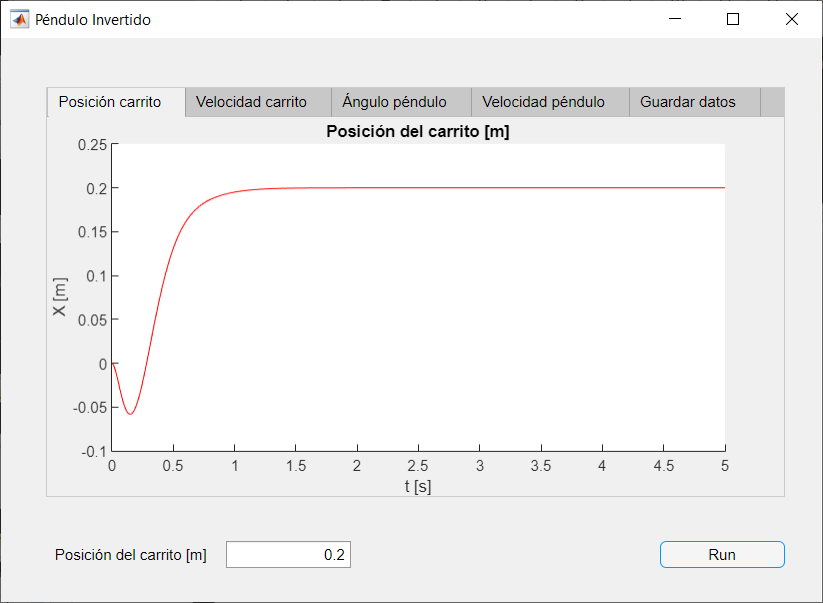 Péndulo Invertido
Posición carrito Velocidad carrito Ángulo péndulo Velocidad péndulo Guardar datos
Posición del carrito [m]
0.25
0.2
0.15
0.1
0.05
0
-0.05
-0.1
X [m]
0 0.5 1 1.5 2 2.5 3 3.5 4 4.5 5
t [s]
Posición del carrito [m] 0.2 Run